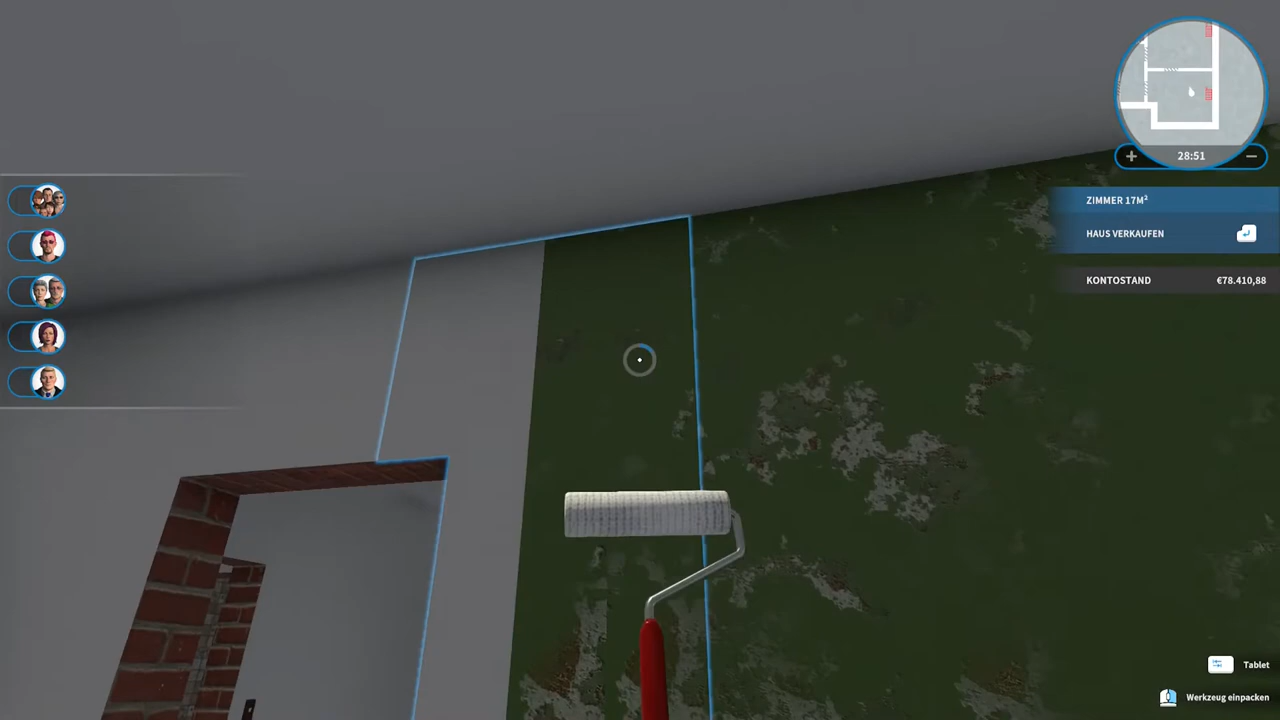 28:51
ZIMMER 17M²
HAUS VERKAUFEN
KONTOSTAND €78.410,88
Tablet
Werkzeug einpacken